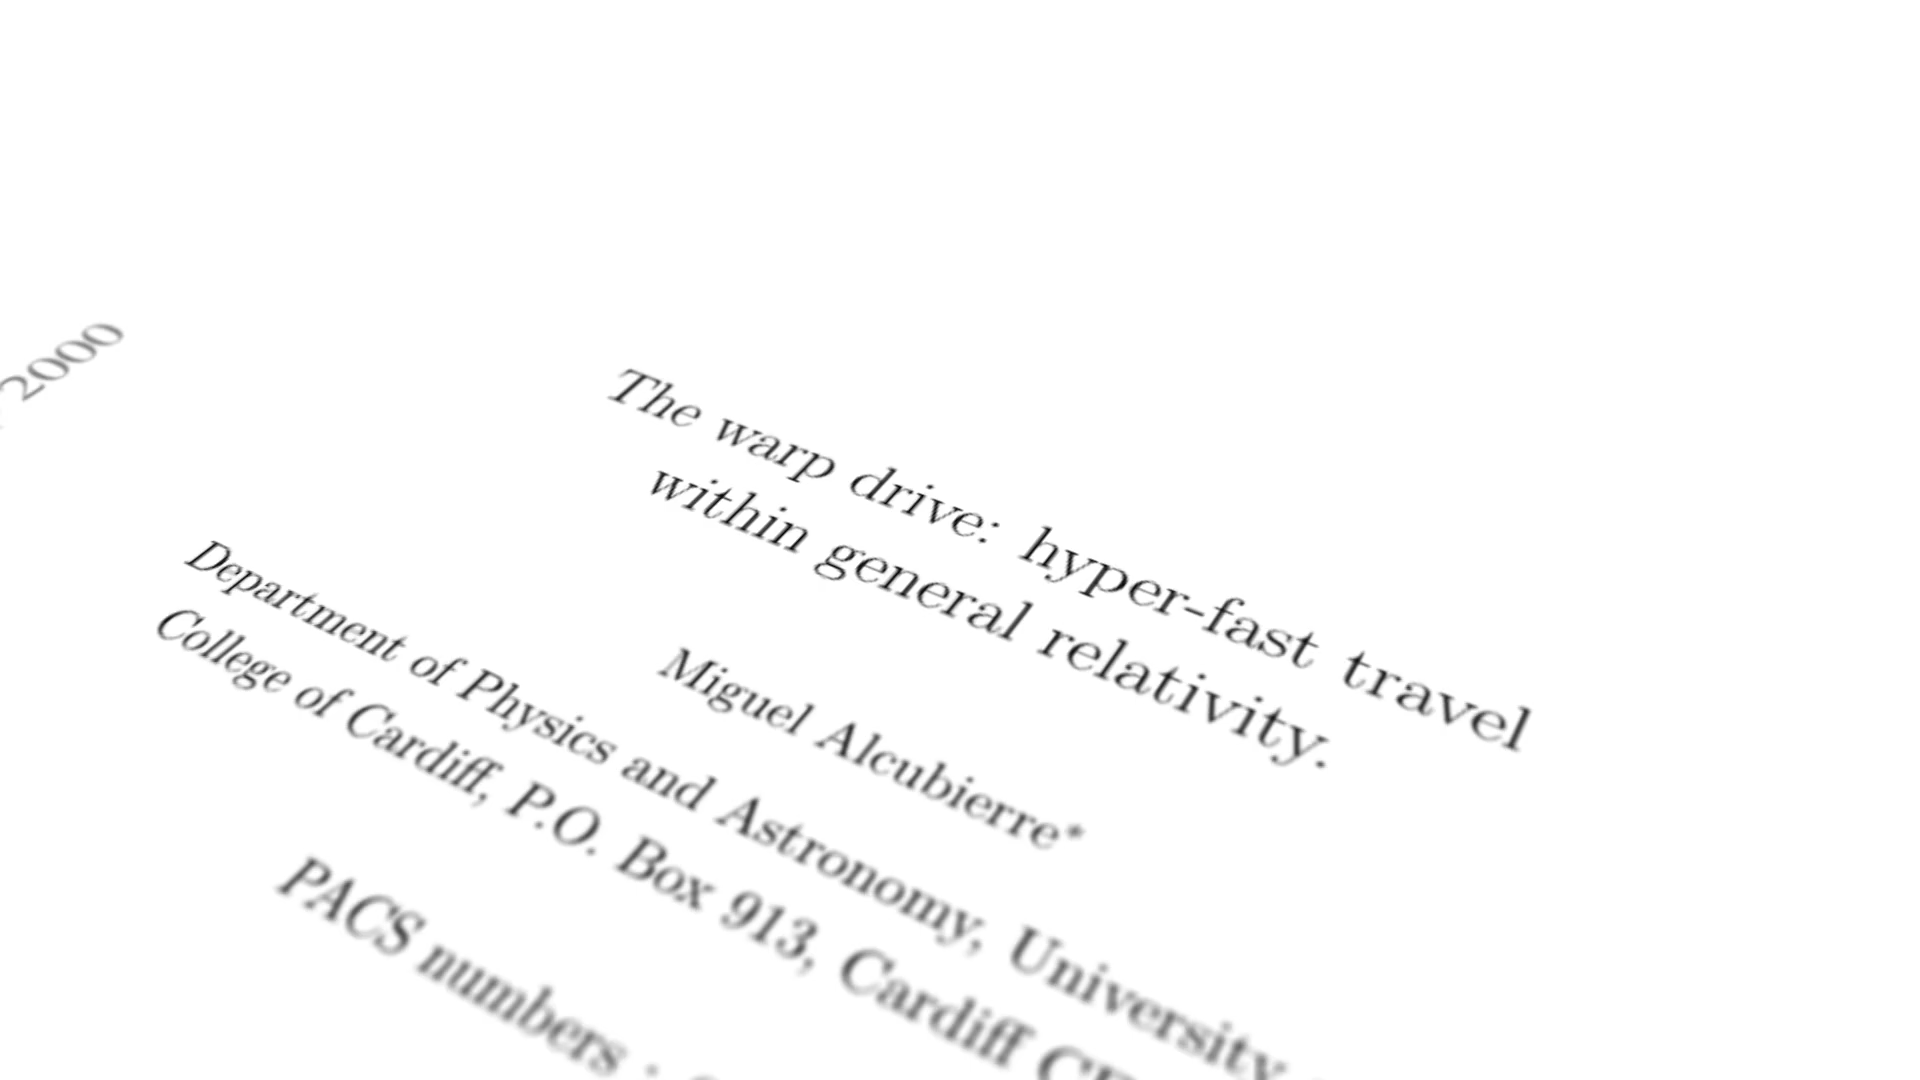 2000
The warp drive: hyper-fast travel
within general relativity.
Miguel Alcubierre*
Department of Physics and Astronomy, University
College of Cardiff, P.O. Box 913, Cardiff
PACS numbers :